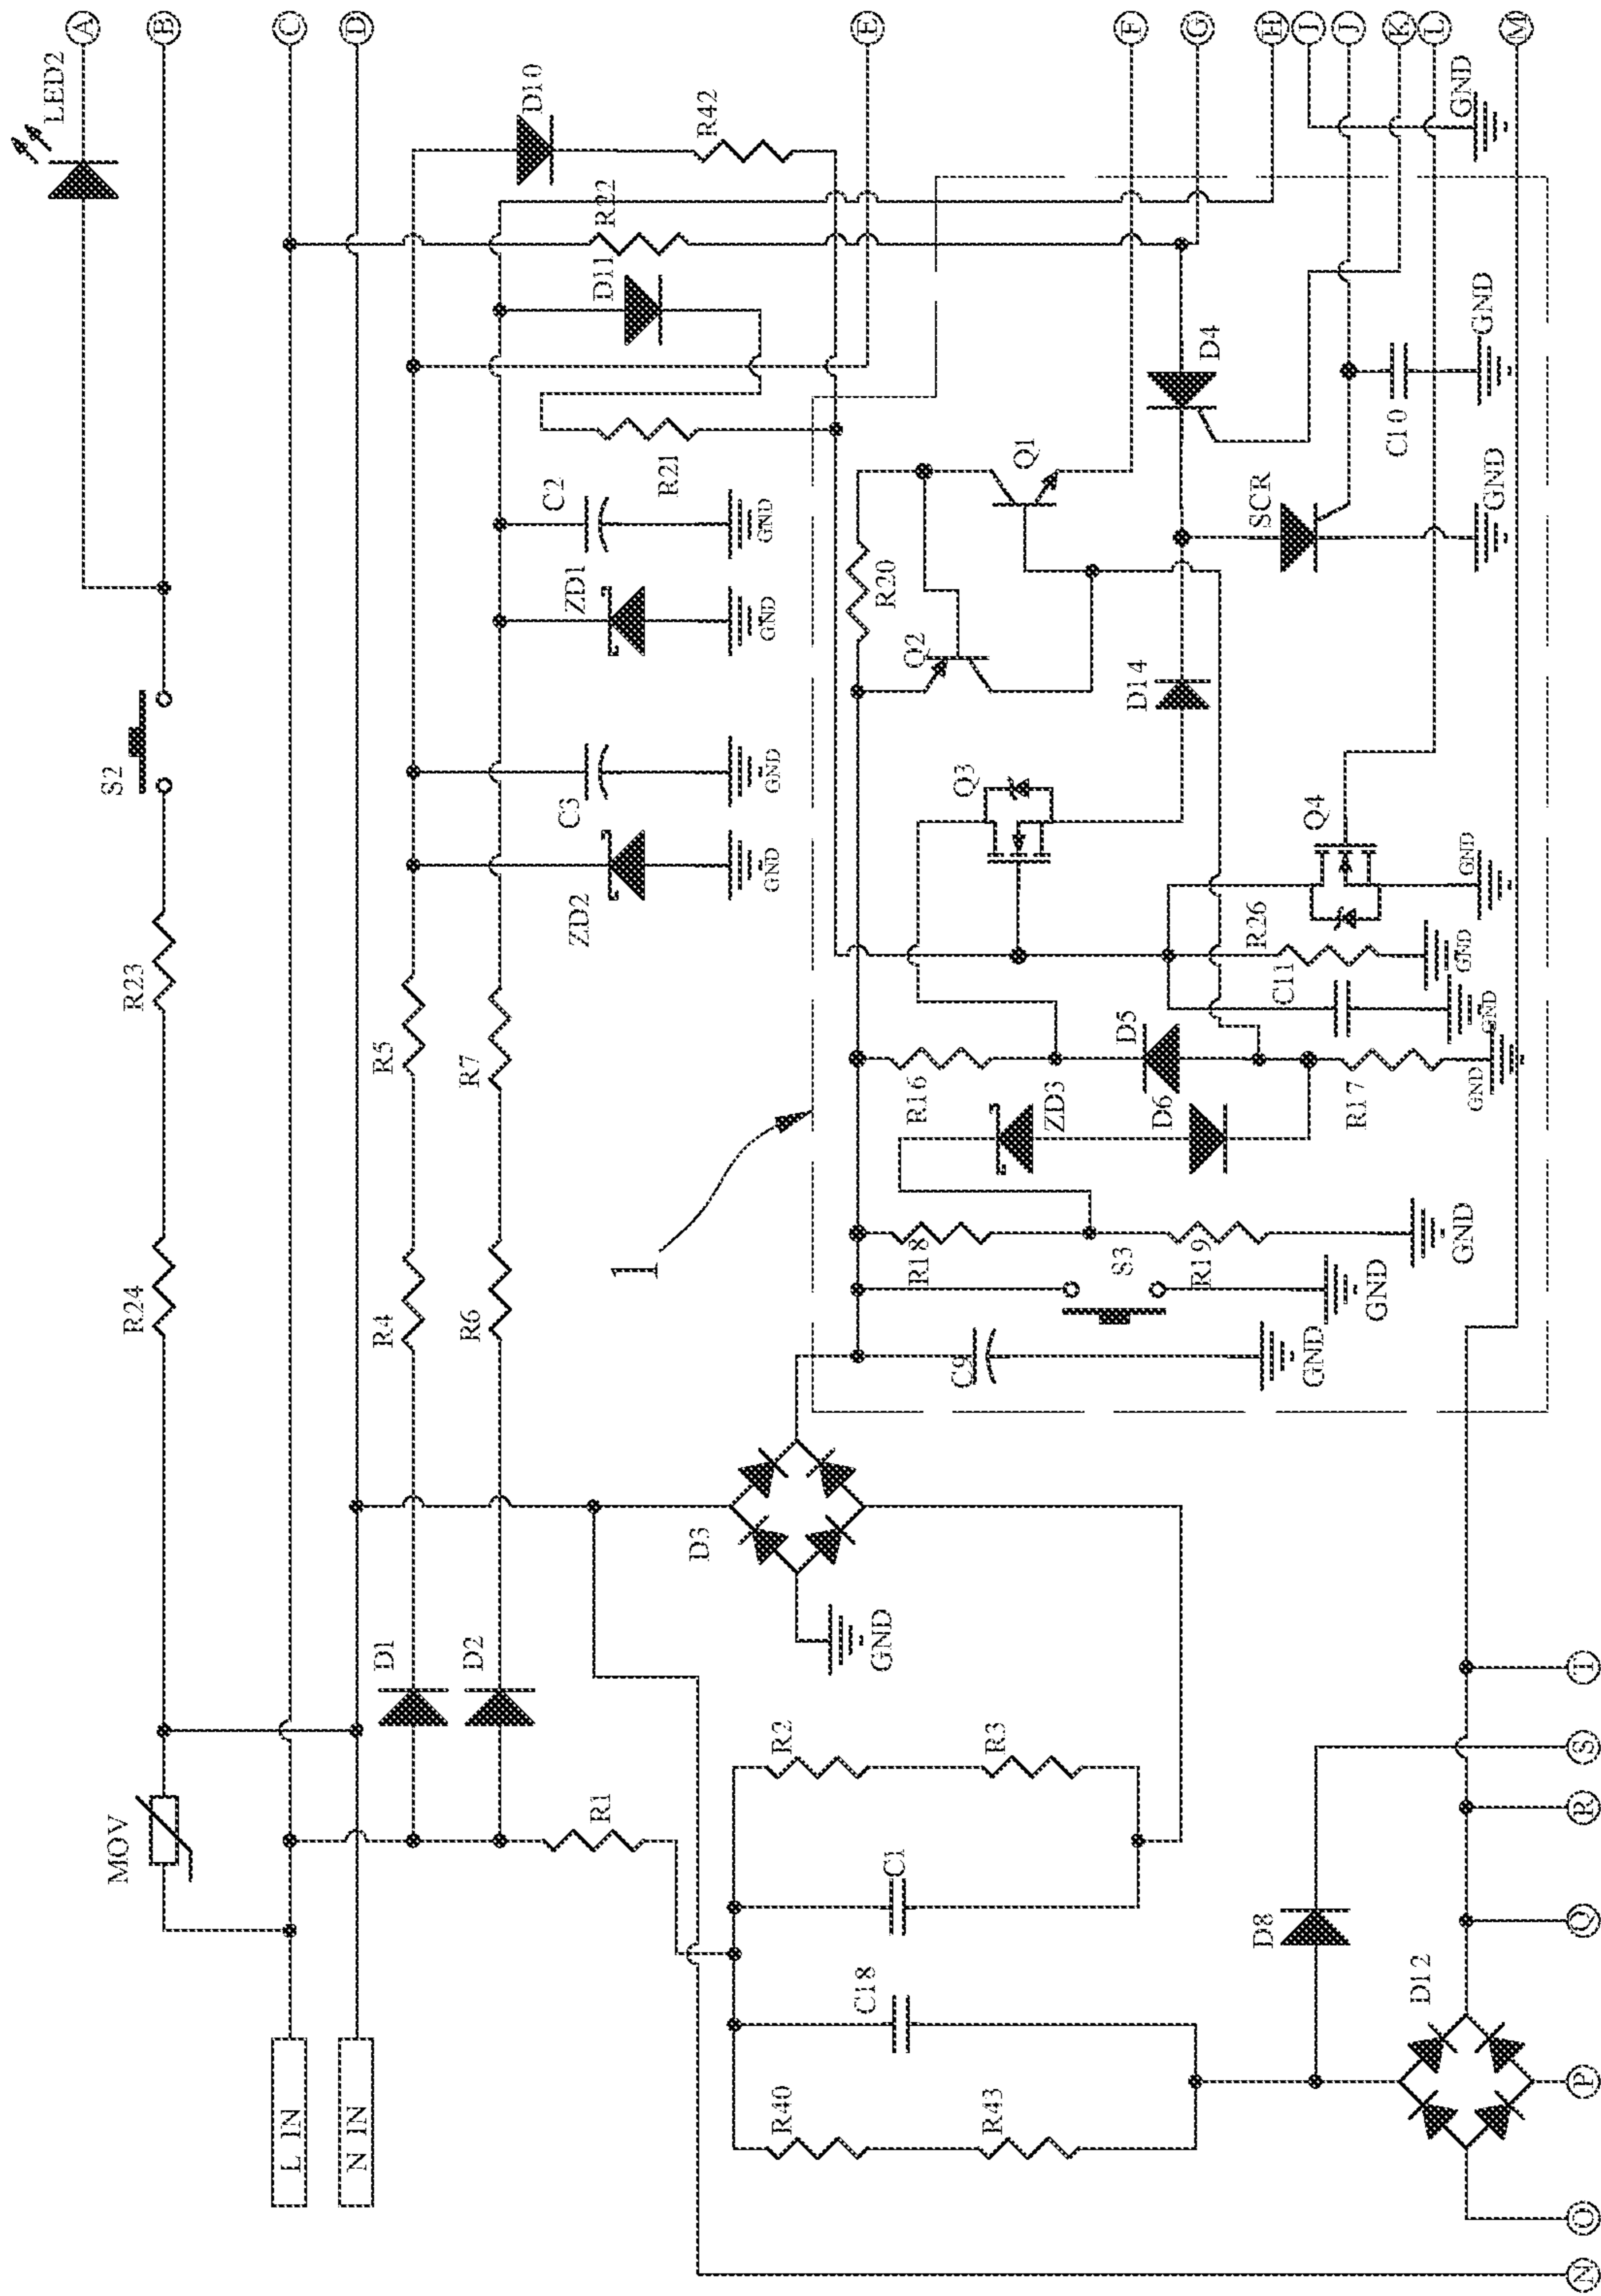 A
LED2
B
S2
R23
R24
MOV
C
L IN
D
N IN
R5
R4
D1
R7
R6
D2
E
F
G
H
I
J
K
L
M
D10
R42
R22
D11
R21
C2
GND
ZD1
GND
C3
GND
ZD2
GND
R1
D3
GND
1
R20
Q2
Q1
D4
D14
Q3
SCR
GND
C10
GND
GND
Q4
GND
R26
GND
C11
GND
R16
D5
R17
GND
ZD3
D6
R18
R19
GND
S3
GND
C9
GND
R2
R3
C1
C18
R40
R43
D8
D12
T
S
R
Q
P
O
N